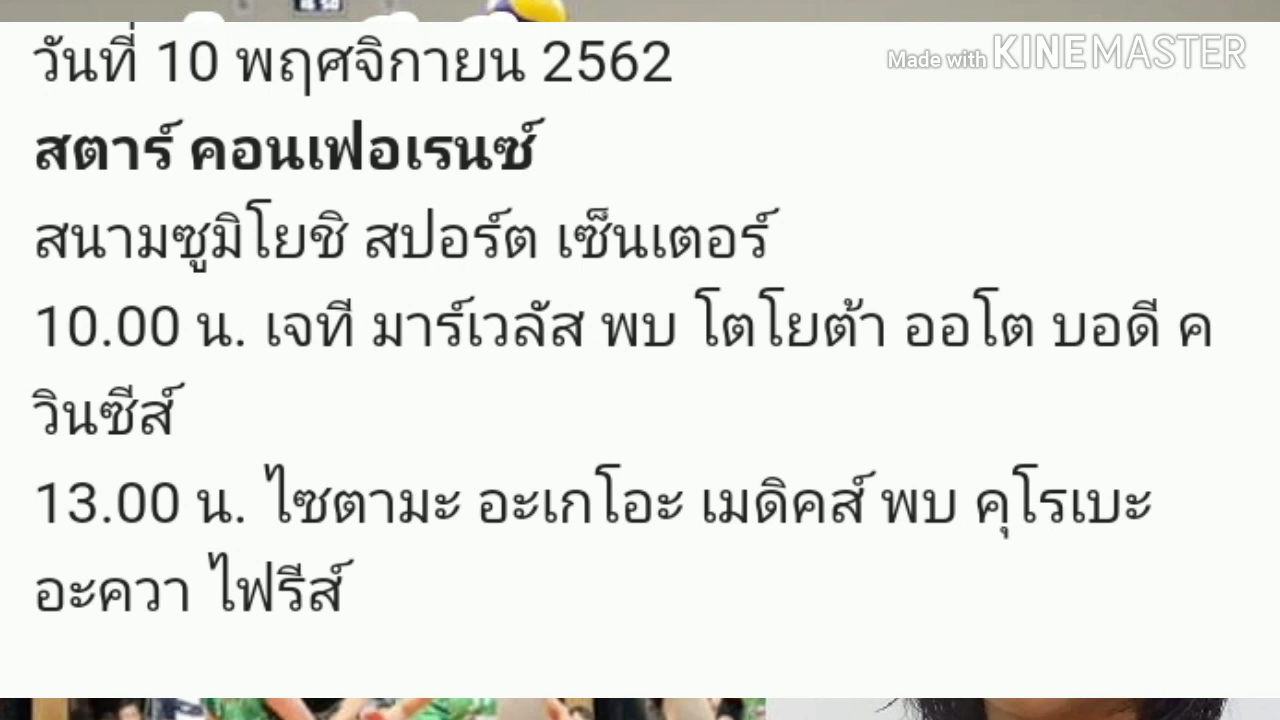 วันที่ 10 พฤศจิกายน 2562
Made with KINEMASTER
สตาร์ คอนเฟอเรนซ์
สนามซูมิโยชิ สปอร์ต เซ็นเตอร์
10.00 น. เจที มาร์เวลัส พบ โตโยต้า ออโต บอดี ค
วินซีส์
13.00 น. ไซตามะ อะเกโอะ เมดิคส์ พบ คุโรเบะ
อะควา ไฟรีส์